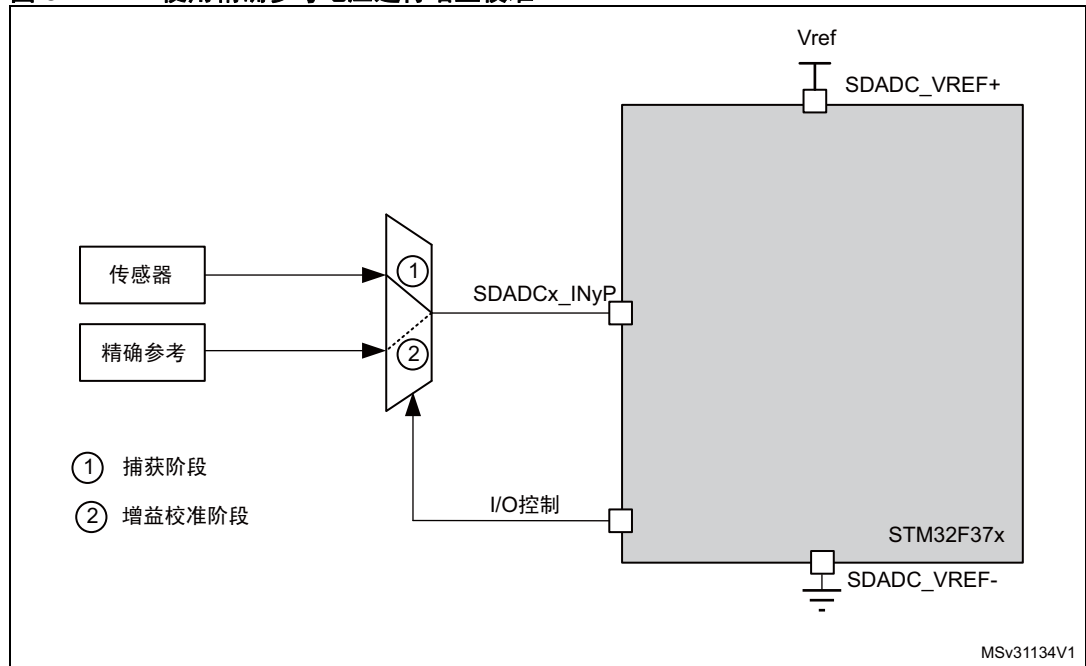 Vref
SDADC_VREF+
传感器
①
SDADCx_INyP
精确参考
②
① 捕获阶段
I/O控制
② 增益校准阶段
STM32F37x
SDADC_VREF-
MSv31134V1